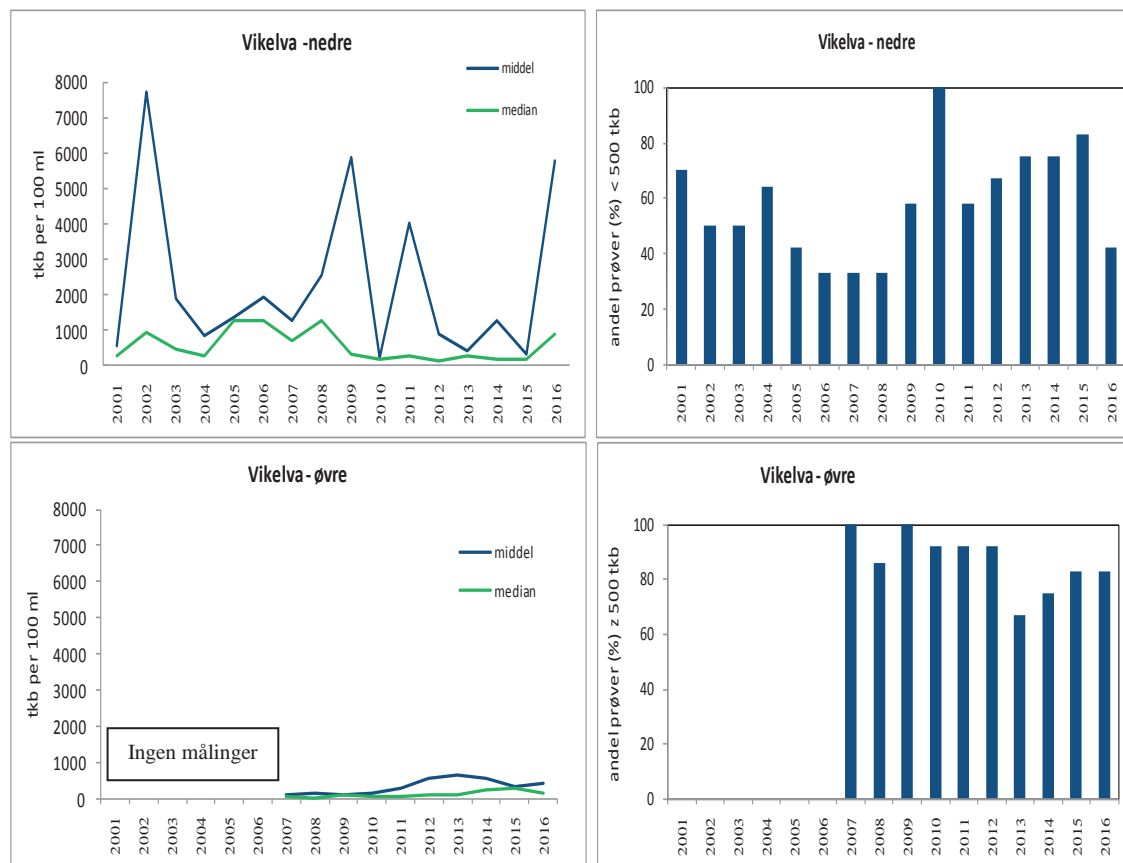 Vikelva -nedre
middel
median
tkb per 100 ml
8000
7000
6000
5000
4000
3000
2000
1000
0
2001 2002 2003 2004 2005 2006 2007 2008 2009 2010 2011 2012 2013 2014 2015 2016
Vikelva - nedre
andel prøver (%) < 500 tkb
100
80
60
40
20
0
2001 2002 2003 2004 2005 2006 2007 2008 2009 2010 2011 2012 2013 2014 2015 2016
Vikelva - øvre
middel
median
tkb per 100 ml
8000
7000
6000
5000
4000
3000
2000
1000
0
Ingen målinger
2001 2002 2003 2004 2005 2006 2007 2008 2009 2010 2011 2012 2013 2014 2015 2016
Vikelva - øvre
andel prøver (%) z 500 tkb
100
80
60
40
20
0
2001 2002 2003 2004 2005 2006 2007 2008 2009 2010 2011 2012 2013 2014 2015 2016